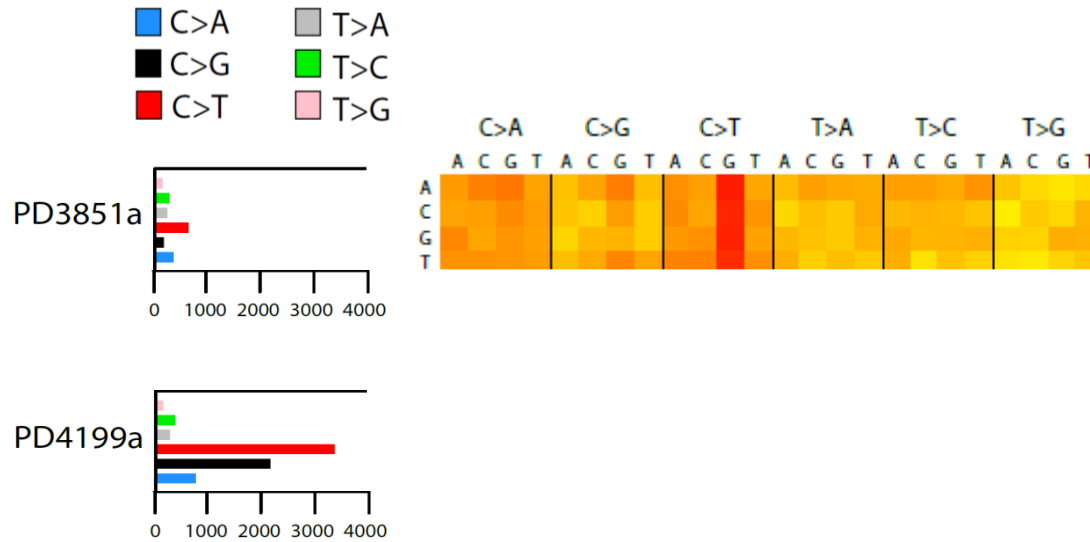 C>A T>A
C>G T>C
C>T T>G
C>A C>G C>T T>A T>C T>G
A C G T A C G T A C G T A C G T A C G T A C G T
A
C
G
T
PD3851a
0 1000 2000 3000 4000
PD4199a
0 1000 2000 3000 4000